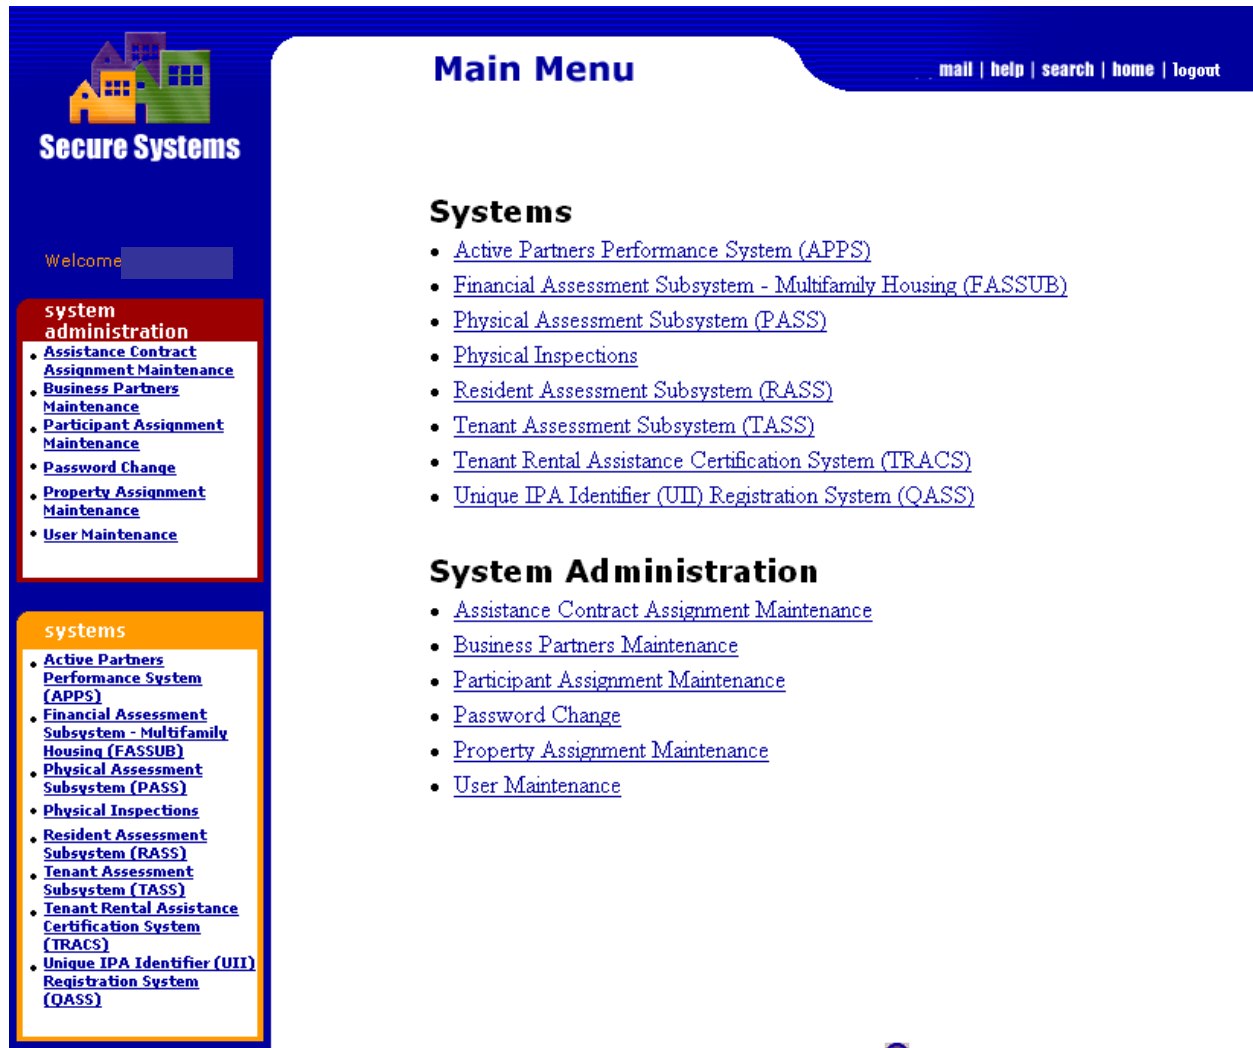 Main Menu
mail | help | search | home | logout
Secure Systems
Welcome
system
administration
Assistance Contract
Assignment Maintenance
Business Partners
Maintenance
Participant Assignment
Maintenance
Password Change
Property Assignment
Maintenance
User Maintenance
systems
Active Partners
Performance System
(APPS)
Financial Assessment
Subsystem - Multifamily
Housing (FASSUB)
Physical Assessment
Subsystem (PASS)
Physical Inspections
Resident Assessment
Subsystem (RASS)
Tenant Assessment
Subsystem (TASS)
Tenant Rental Assistance
Certification System
(TRACS)
Unique IPA Identifier (UII)
Registration System
(QASS)
Systems
Active Partners Performance System (APPS)
Financial Assessment Subsystem - Multifamily Housing (FASSUB)
Physical Assessment Subsystem (PASS)
Physical Inspections
Resident Assessment Subsystem (RASS)
Tenant Assessment Subsystem (TASS)
Tenant Rental Assistance Certification System (TRACS)
Unique IPA Identifier (UII) Registration System (QASS)
System Administration
Assistance Contract Assignment Maintenance
Business Partners Maintenance
Participant Assignment Maintenance
Password Change
Property Assignment Maintenance
User Maintenance